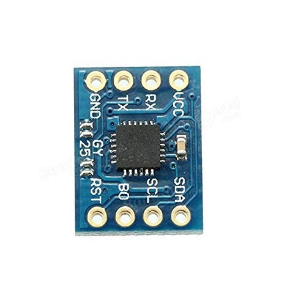 GND TX RX VCC
GY
25
RST B0 SCL SDA